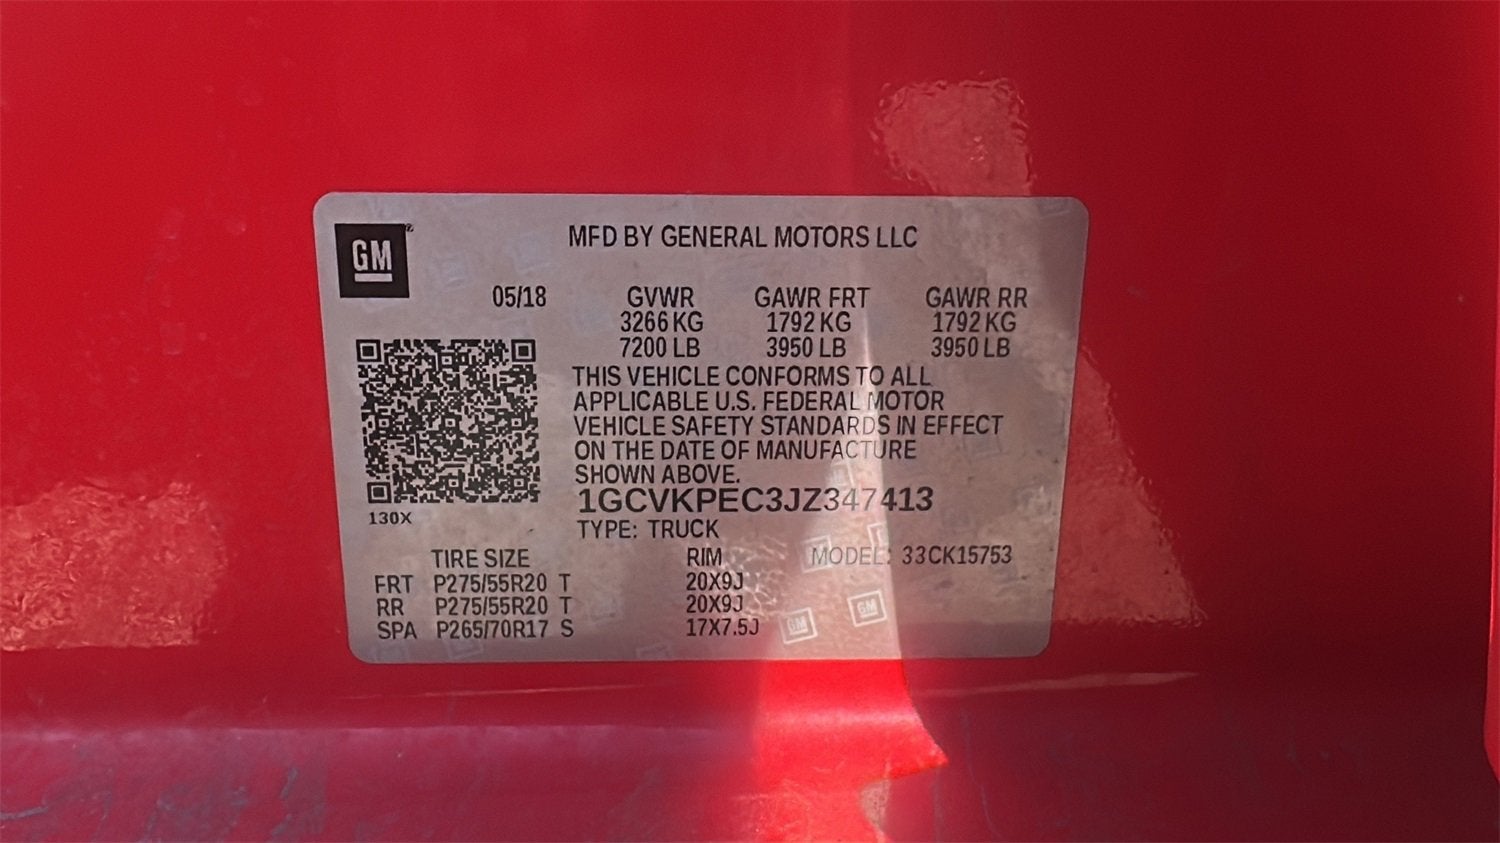 GM
MFD BY GENERAL MOTORS LLC
05/18 GVWR GAWR FRT GAWR RR
3266 KG 1792 KG 1792 KG
7200 LB 3950 LB 3950 LB
THIS VEHICLE CONFORMS TO ALL
APPLICABLE U.S. FEDERAL MOTOR
VEHICLE SAFETY STANDARDS IN EFFECT
ON THE DATE OF MANUFACTURE
SHOWN ABOVE.
1GCVKPEC3JZ347413
130X
TYPE: TRUCK
TIRE SIZE RIM MODEL: 33CK15753
FRT P275/55R20 T 20X9J
RR P275/55R20 T 20X9J
SPA P265/70R17 S 17X7.5J
GM GM